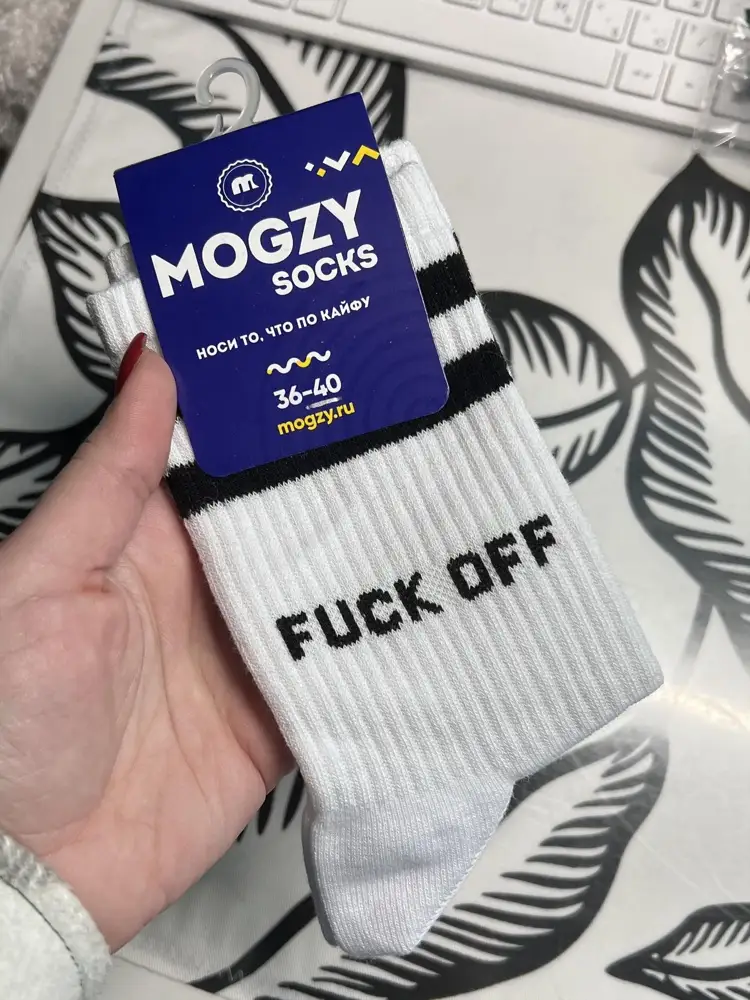 m
MOGZY
SOCKS
НОСИ ТО, ЧТО ПО КАЙФУ
36-40
mogzy.ru
FUCK OFF